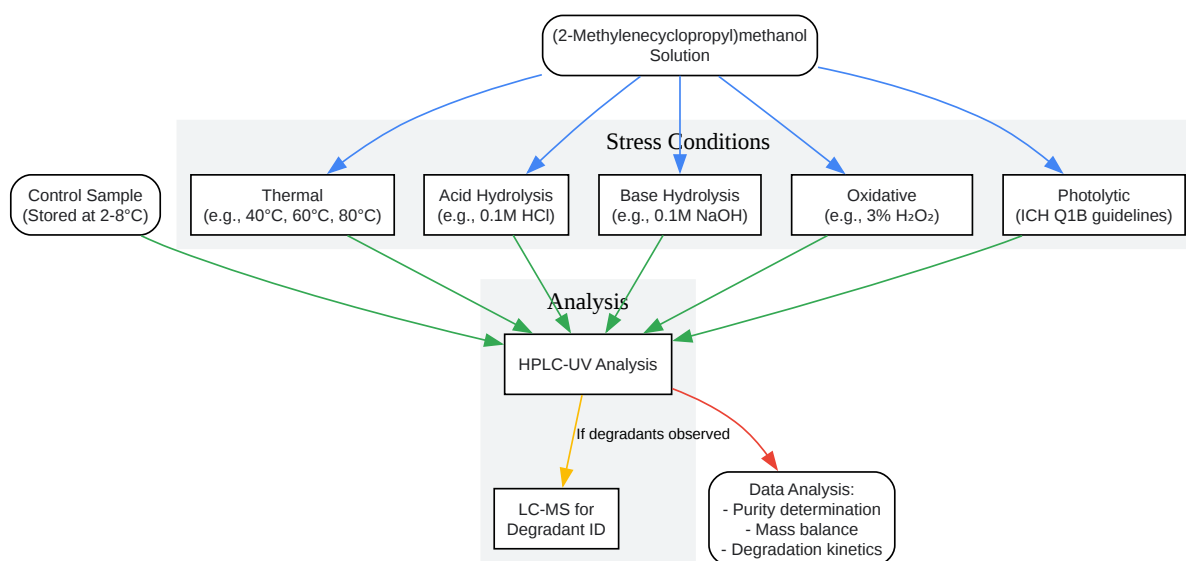 (2-Methylenecyclopropyl)methanol
Solution
Stress Conditions
Control Sample
(Stored at 2-8°C)
Thermal
(e.g., 40°C, 60°C, 80°C)
Acid Hydrolysis
(e.g., 0.1M HCl)
Base Hydrolysis
(e.g., 0.1M NaOH)
Oxidative
(e.g., 3% H₂O₂)
Photolytic
(ICH Q1B guidelines)
Analysis
HPLC-UV Analysis
If degradants observed
LC-MS for
Degradant ID
Data Analysis:
- Purity determination
- Mass balance
- Degradation kinetics